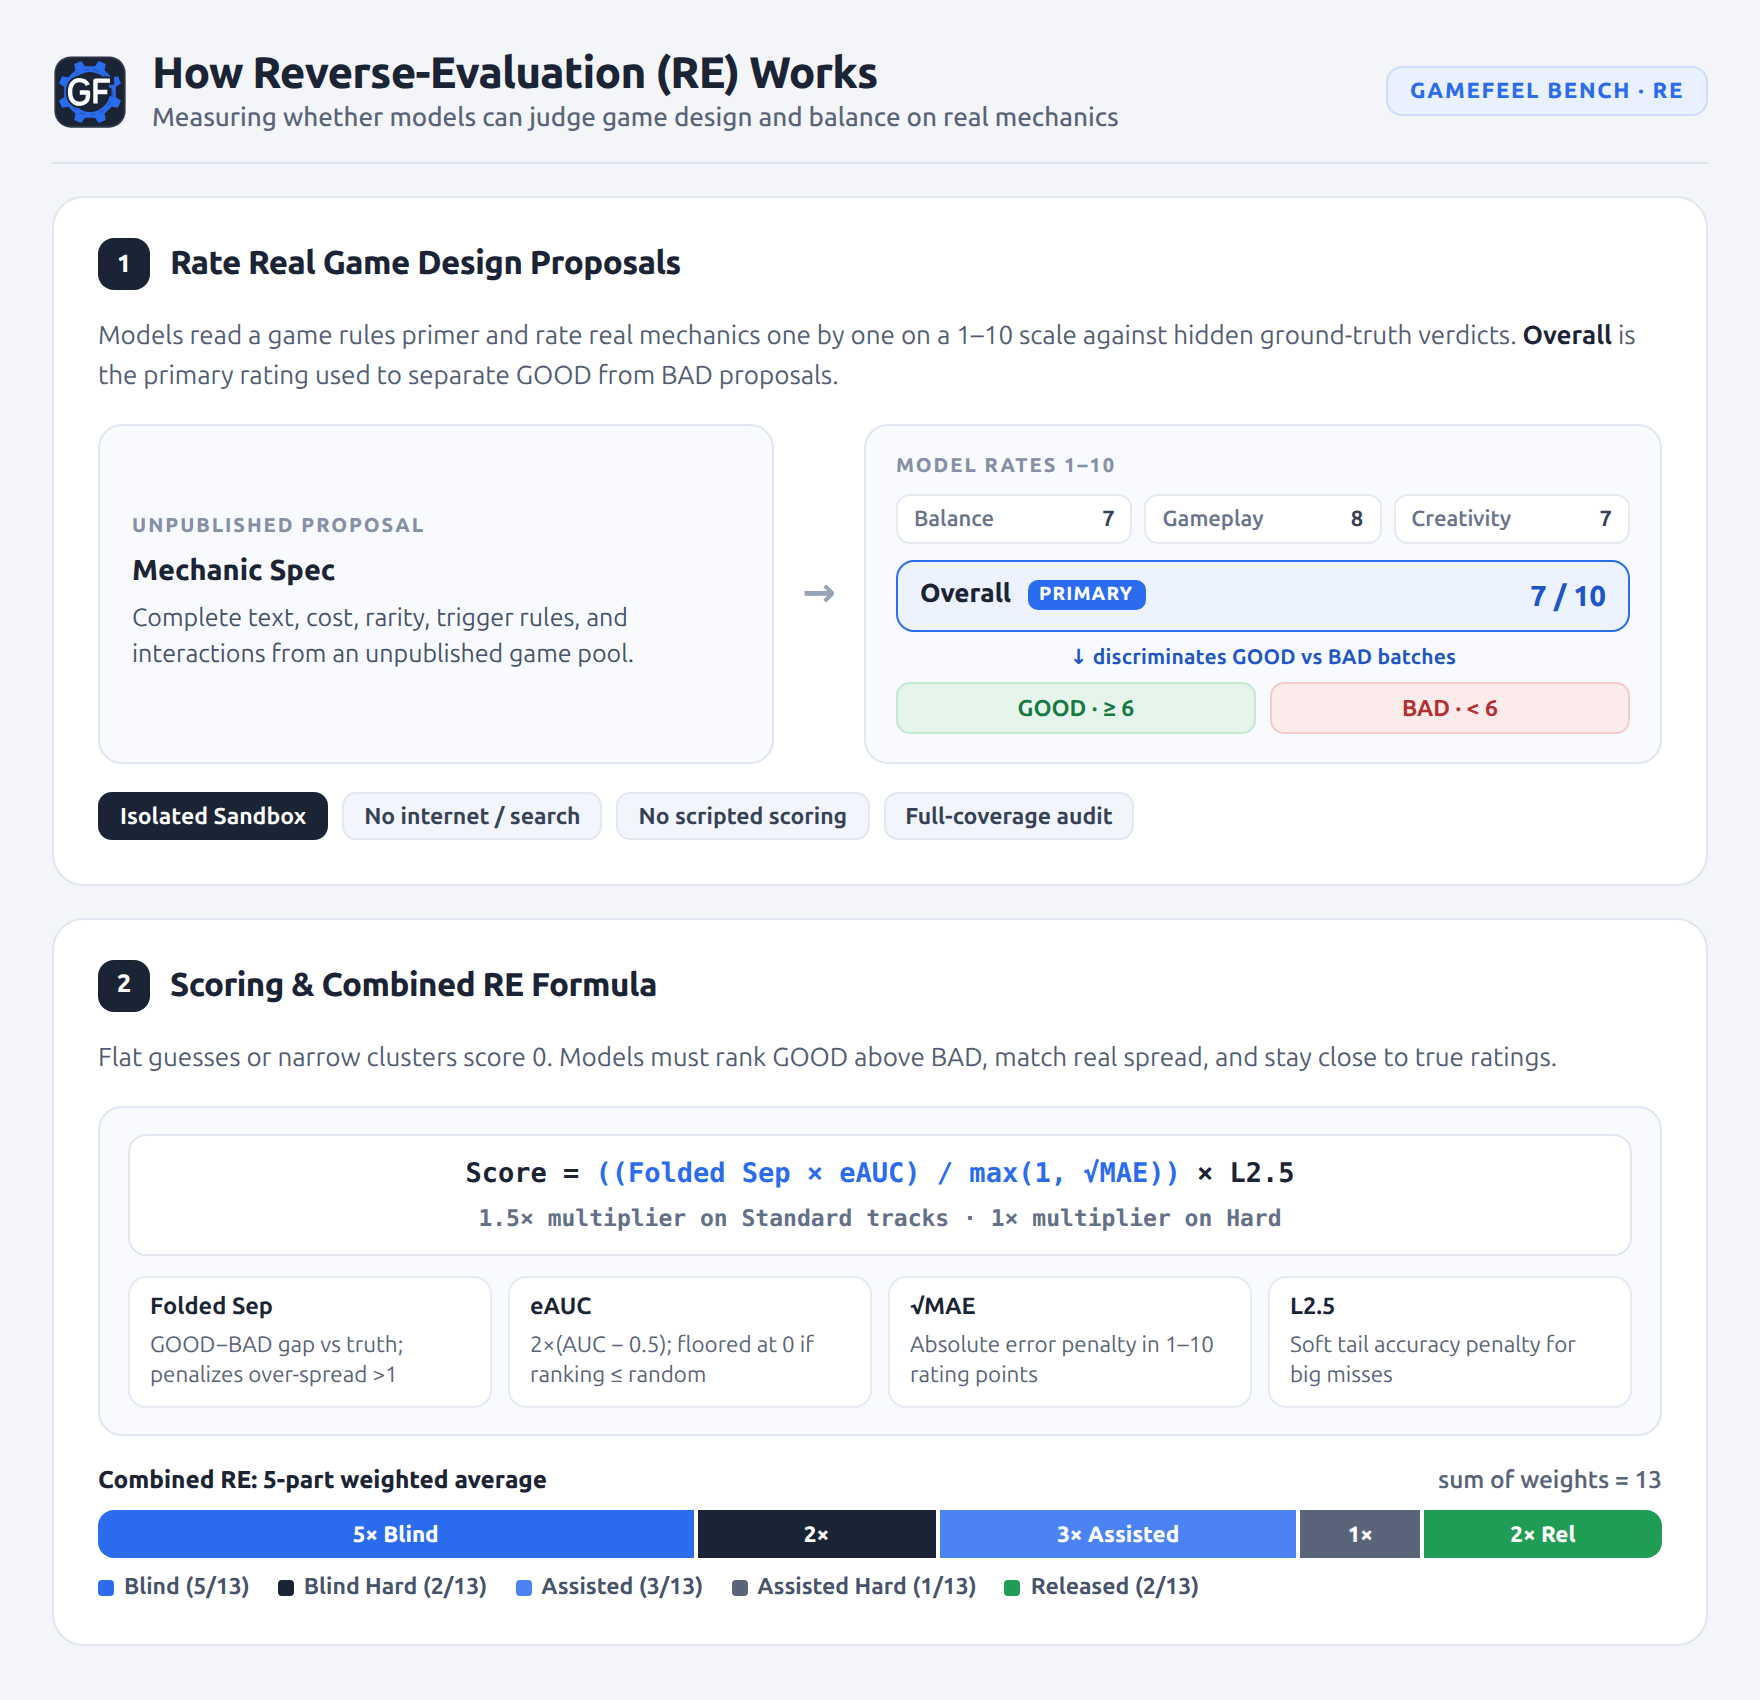 GF
How Reverse-Evaluation (RE) Works
Measuring whether models can judge game design and balance on real mechanics
GAMEFEEL BENCH · RE
1
Rate Real Game Design Proposals
Models read a game rules primer and rate real mechanics one by one on a 1–10 scale against hidden ground-truth verdicts. Overall is
the primary rating used to separate GOOD from BAD proposals.
UNPUBLISHED PROPOSAL
Mechanic Spec
Complete text, cost, rarity, trigger rules, and
interactions from an unpublished game pool.
→
MODEL RATES 1–10
Balance 7
Gameplay 8
Creativity 7
Overall PRIMARY 7 / 10
↓ discriminates GOOD vs BAD batches
GOOD · ≥ 6
BAD · < 6
Isolated Sandbox
No internet / search
No scripted scoring
Full-coverage audit
2
Scoring & Combined RE Formula
Flat guesses or narrow clusters score 0. Models must rank GOOD above BAD, match real spread, and stay close to true ratings.
Score = ((Folded Sep × eAUC) / max(1, √MAE)) × L2.5
1.5× multiplier on Standard tracks · 1× multiplier on Hard
Folded Sep
GOOD–BAD gap vs truth;
penalizes over-spread >1
eAUC
2×(AUC − 0.5); floored at 0 if
ranking ≤ random
√MAE
Absolute error penalty in 1–10
rating points
L2.5
Soft tail accuracy penalty for
big misses
Combined RE: 5-part weighted average
sum of weights = 13
5× Blind
2×
3× Assisted
1×
2× Rel
Blind (5/13)
Blind Hard (2/13)
Assisted (3/13)
Assisted Hard (1/13)
Released (2/13)